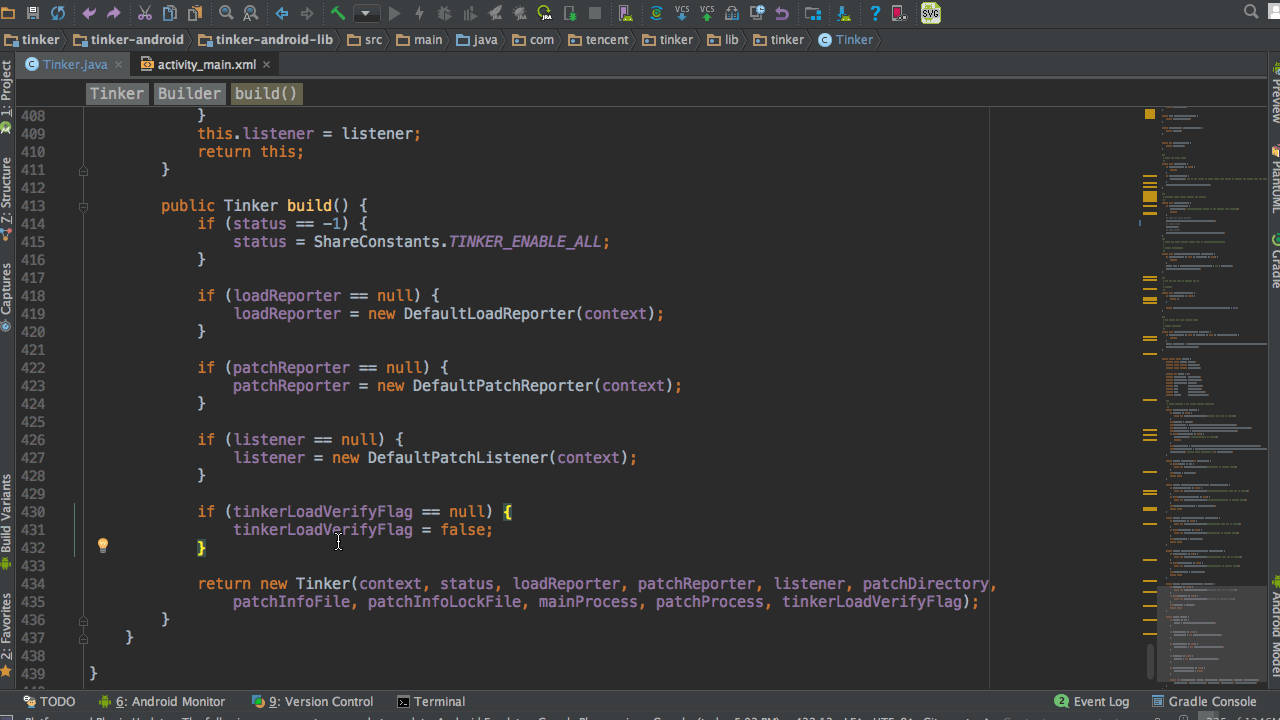 VCS VCS SVG
tinker tinker-android tinker-android-lib src main java com tencent tinker lib tinker Tinker
Tinker.java activity_main.xml
Tinker Builder build()
1: Project
Z: Structure
Captures
Build Variants
2: Favorites
408 }
409 this.listener = listener;
410 return this;
411 }
412
413 public Tinker build() {
414 if (status == -1) {
415 status = ShareConstants.TINKER_ENABLE_ALL;
416 }
417
418 if (loadReporter == null) {
419 loadReporter = new DefaultLoadReporter(context);
420 }
421
422 if (patchReporter == null) {
423 patchReporter = new DefaultPatchReporter(context);
424 }
425
426 if (listener == null) {
427 listener = new DefaultPatchListener(context);
428 }
429
430 if (tinkerLoadVerifyFlag == null) {
431 tinkerLoadVerifyFlag = false;
432 }
433
434 return new Tinker(context, status, loadReporter, patchReporter, listener, patchDirectory,
435 patchInfoFile, patchInfoLockFile, mainProcess, patchProcess, tinkerLoadVerifyFlag);
436 }
437 }
438
439 }
Preview
PlantUML
Gradle
Android Model
TODO 6: Android Monitor 9: Version Control Terminal Event Log Gradle Console